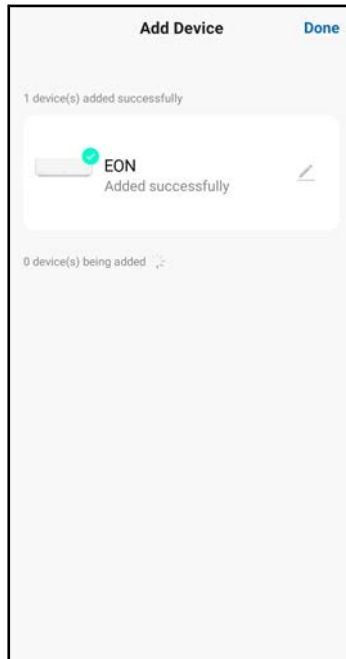 Add Device
Done
1 device(s) added successfully
EON
Added successfully
0 device(s) being added